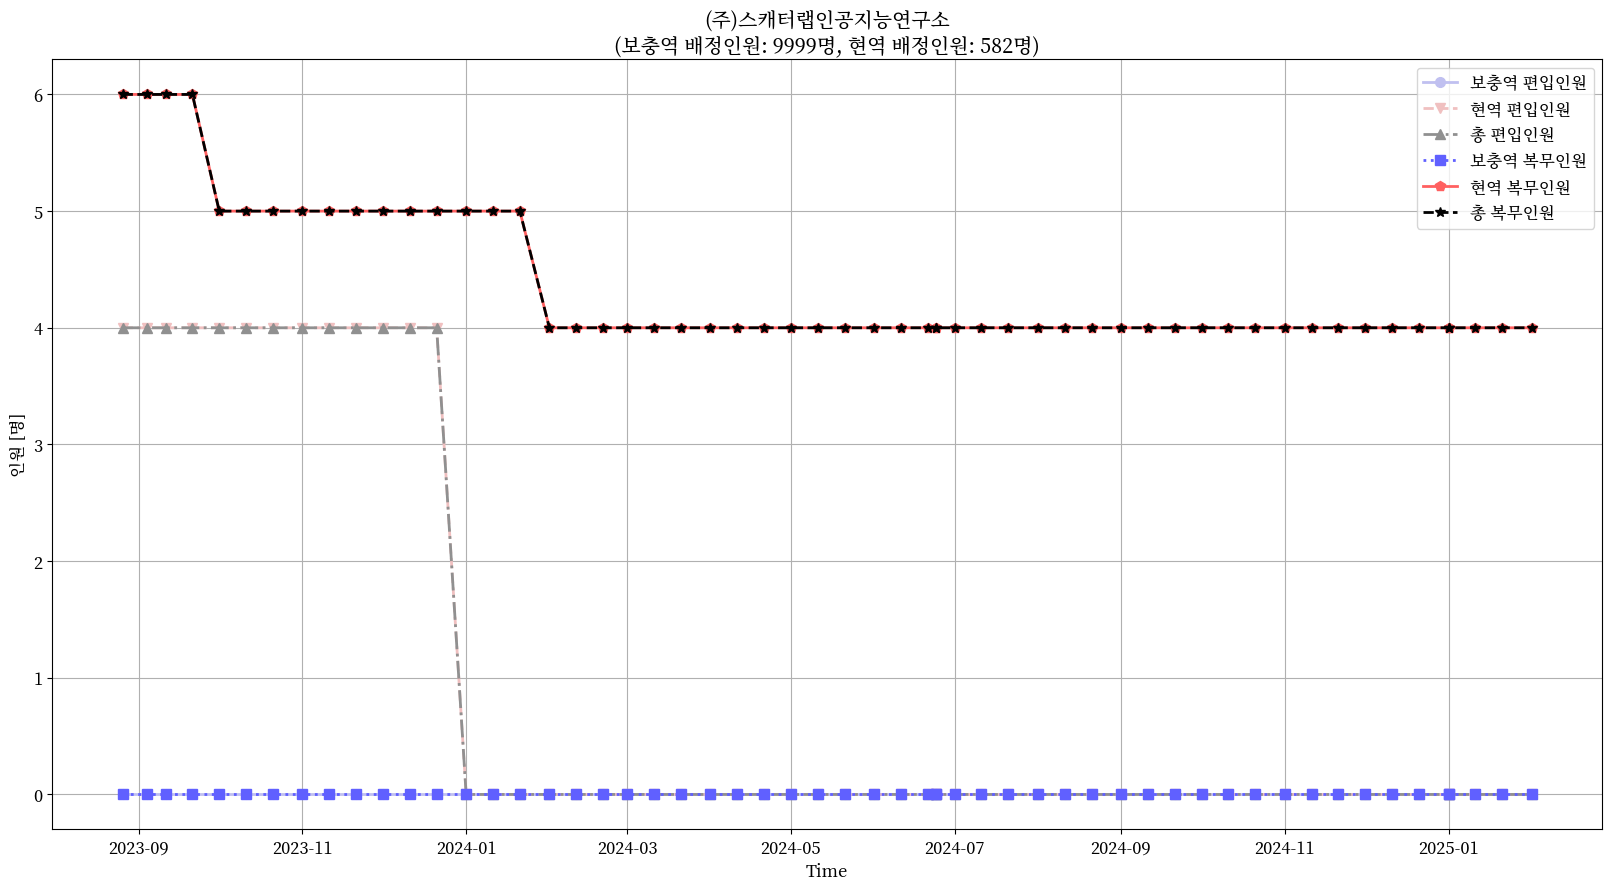 (주)스캐터랩인공지능연구소
(보충역 배정인원: 9999명, 현역 배정인원: 582명)
보충역 편입인원
현역 편입인원
총 편입인원
보충역 복무인원
현역 복무인원
총 복무인원
인원 [명]
6
5
4
3
2
1
0
2023-09
2023-11
2024-01
2024-03
2024-05
2024-07
2024-09
2024-11
2025-01
Time